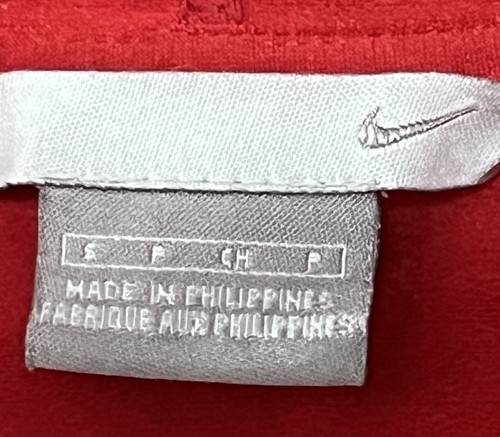 S P CH P
MADE IN PHILIPPINES
FABRIQUE AUX PHILIPPINES